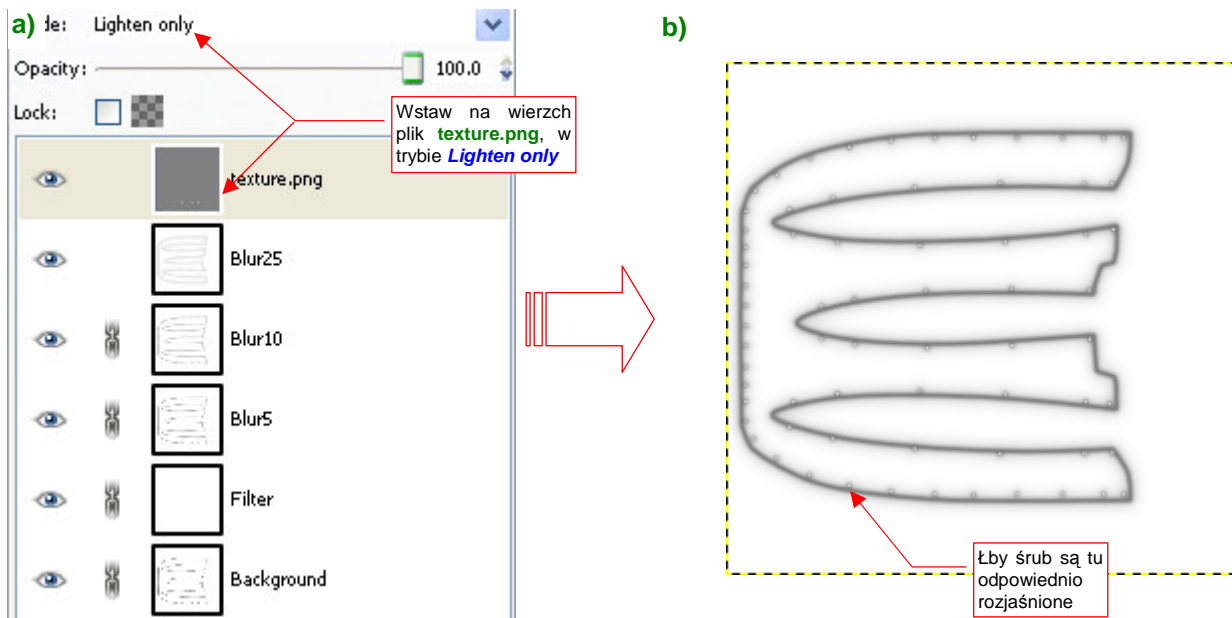 a)
de: Lighten only
Opacity: 100.0
Lock:
Wstaw na wierzch
plik texture.png, w
trybie Lighten only
texture.png
Blur25
Blur10
Blur5
Filter
Background
b)
Łby śrub są tu
odpowiednio
rozjaśnione